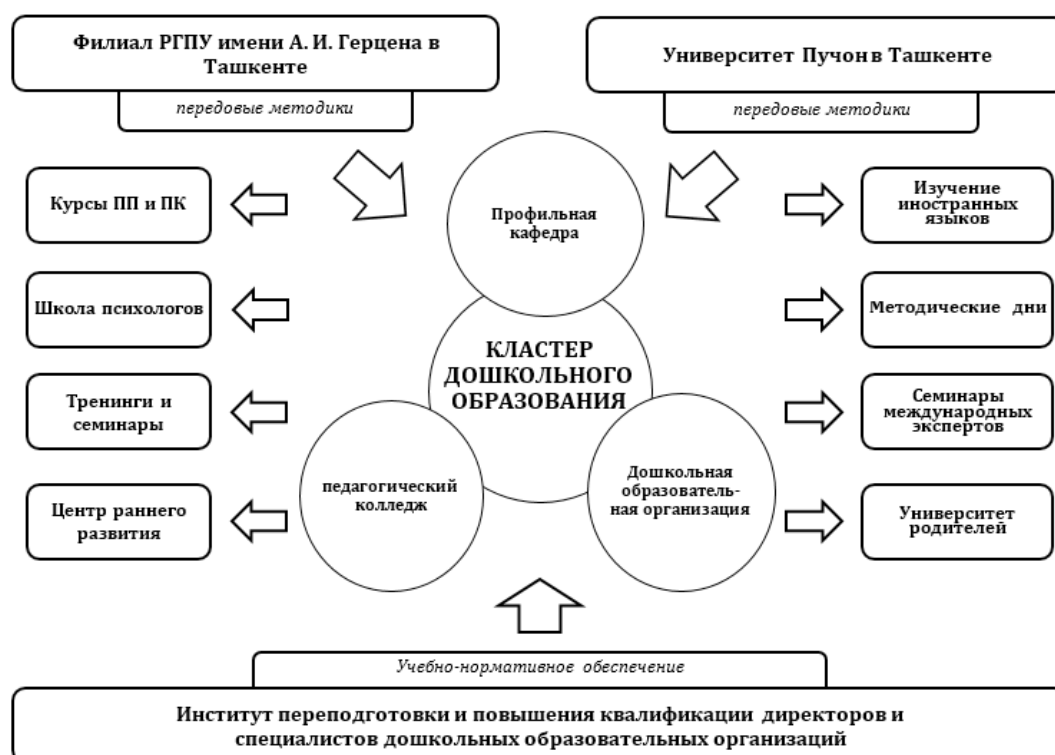 Филиал РГПУ имени А. И. Герцена в
Ташкенте
передовые методики
Университет Пучон в Ташкенте
передовые методики
Курсы ПП и ПК
Школа психологов
Тренинги и
семинары
Центр раннего
развития
Профильная
кафедра
КЛАСТЕР
ДОШКОЛЬНОГО
ОБРАЗОВАНИЯ
педагогический
колледж
Дошкольная
образователь-
ная организация
Изучение
иностранных
языков
Методические дни
Семинары
международных
экспертов
Университет
родителей
Учебно-нормативное обеспечение
Институт переподготовки и повышения квалификации директоров и
специалистов дошкольных образовательных организаций